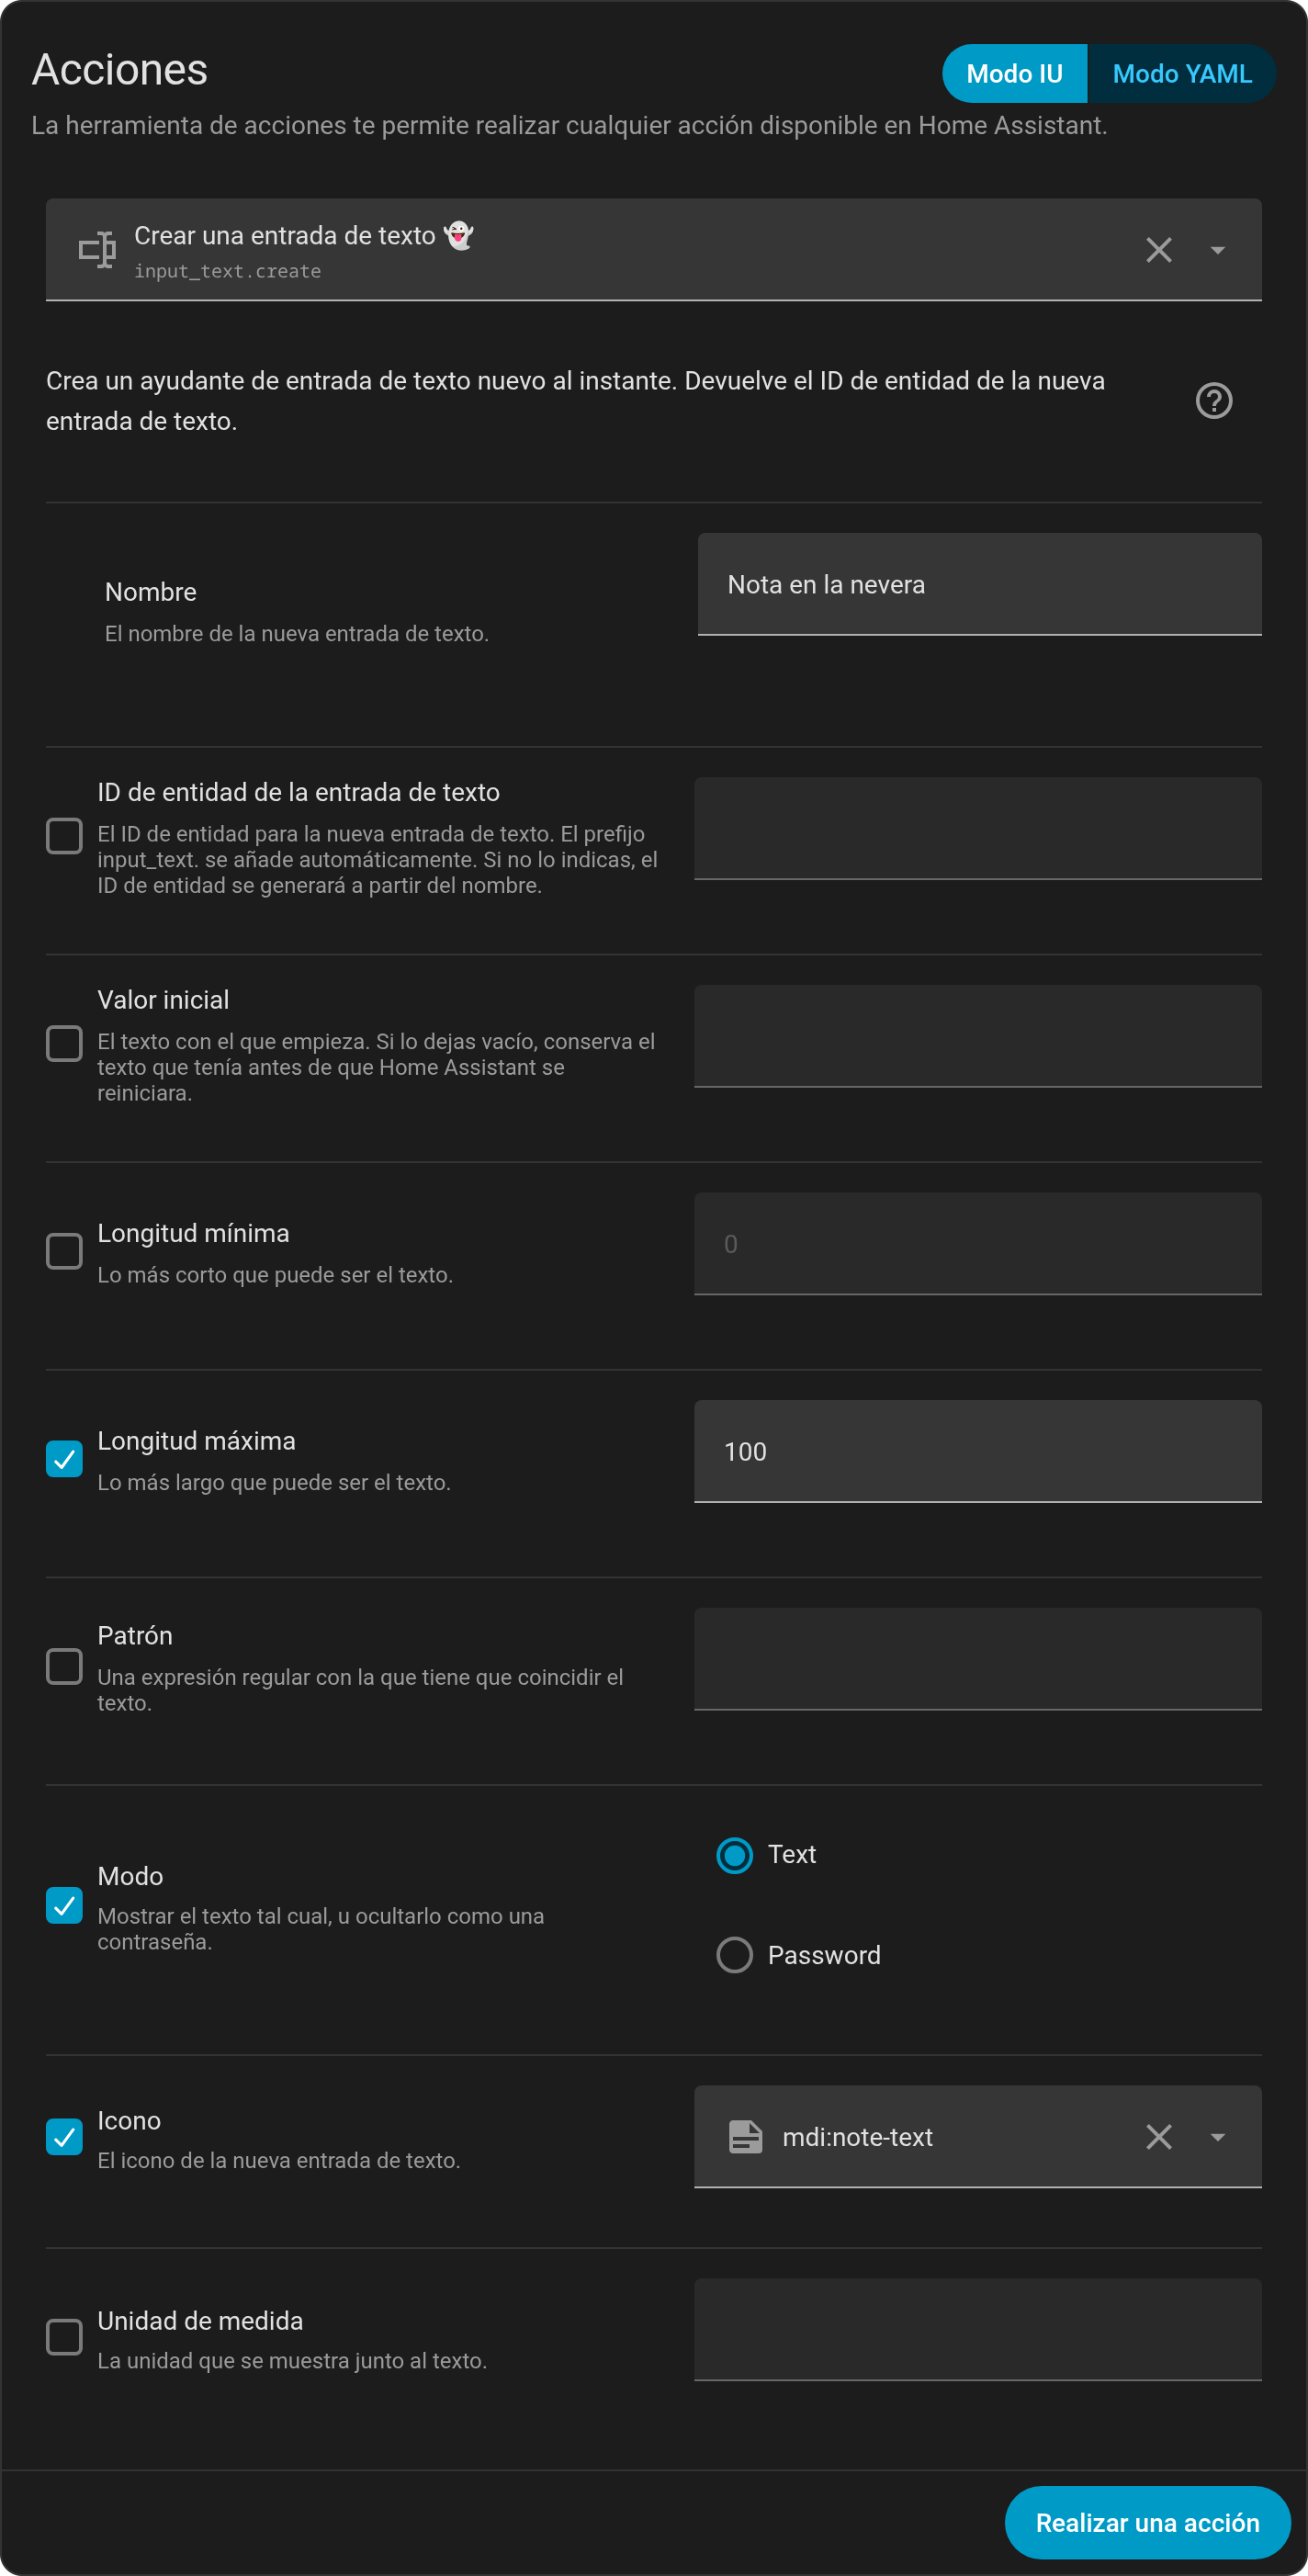 Acciones
Modo IU
Modo YAML
La herramienta de acciones te permite realizar cualquier acción disponible en Home Assistant.
Crear una entrada de texto 👻
input_text.create
Crea un ayudante de entrada de texto nuevo al instante. Devuelve el ID de entidad de la nueva
entrada de texto.
Nombre
El nombre de la nueva entrada de texto.
Nota en la nevera
ID de entidad de la entrada de texto
El ID de entidad para la nueva entrada de texto. El prefijo
input_text. se añade automáticamente. Si no lo indicas, el
ID de entidad se generará a partir del nombre.
Valor inicial
El texto con el que empieza. Si lo dejas vacío, conserva el
texto que tenía antes de que Home Assistant se
reiniciara.
Longitud mínima
Lo más corto que puede ser el texto.
0
Longitud máxima
Lo más largo que puede ser el texto.
100
Patrón
Una expresión regular con la que tiene que coincidir el
texto.
Modo
Mostrar el texto tal cual, u ocultarlo como una
contraseña.
Text
Password
Icono
El icono de la nueva entrada de texto.
mdi:note-text
Unidad de medida
La unidad que se muestra junto al texto.
Realizar una acción